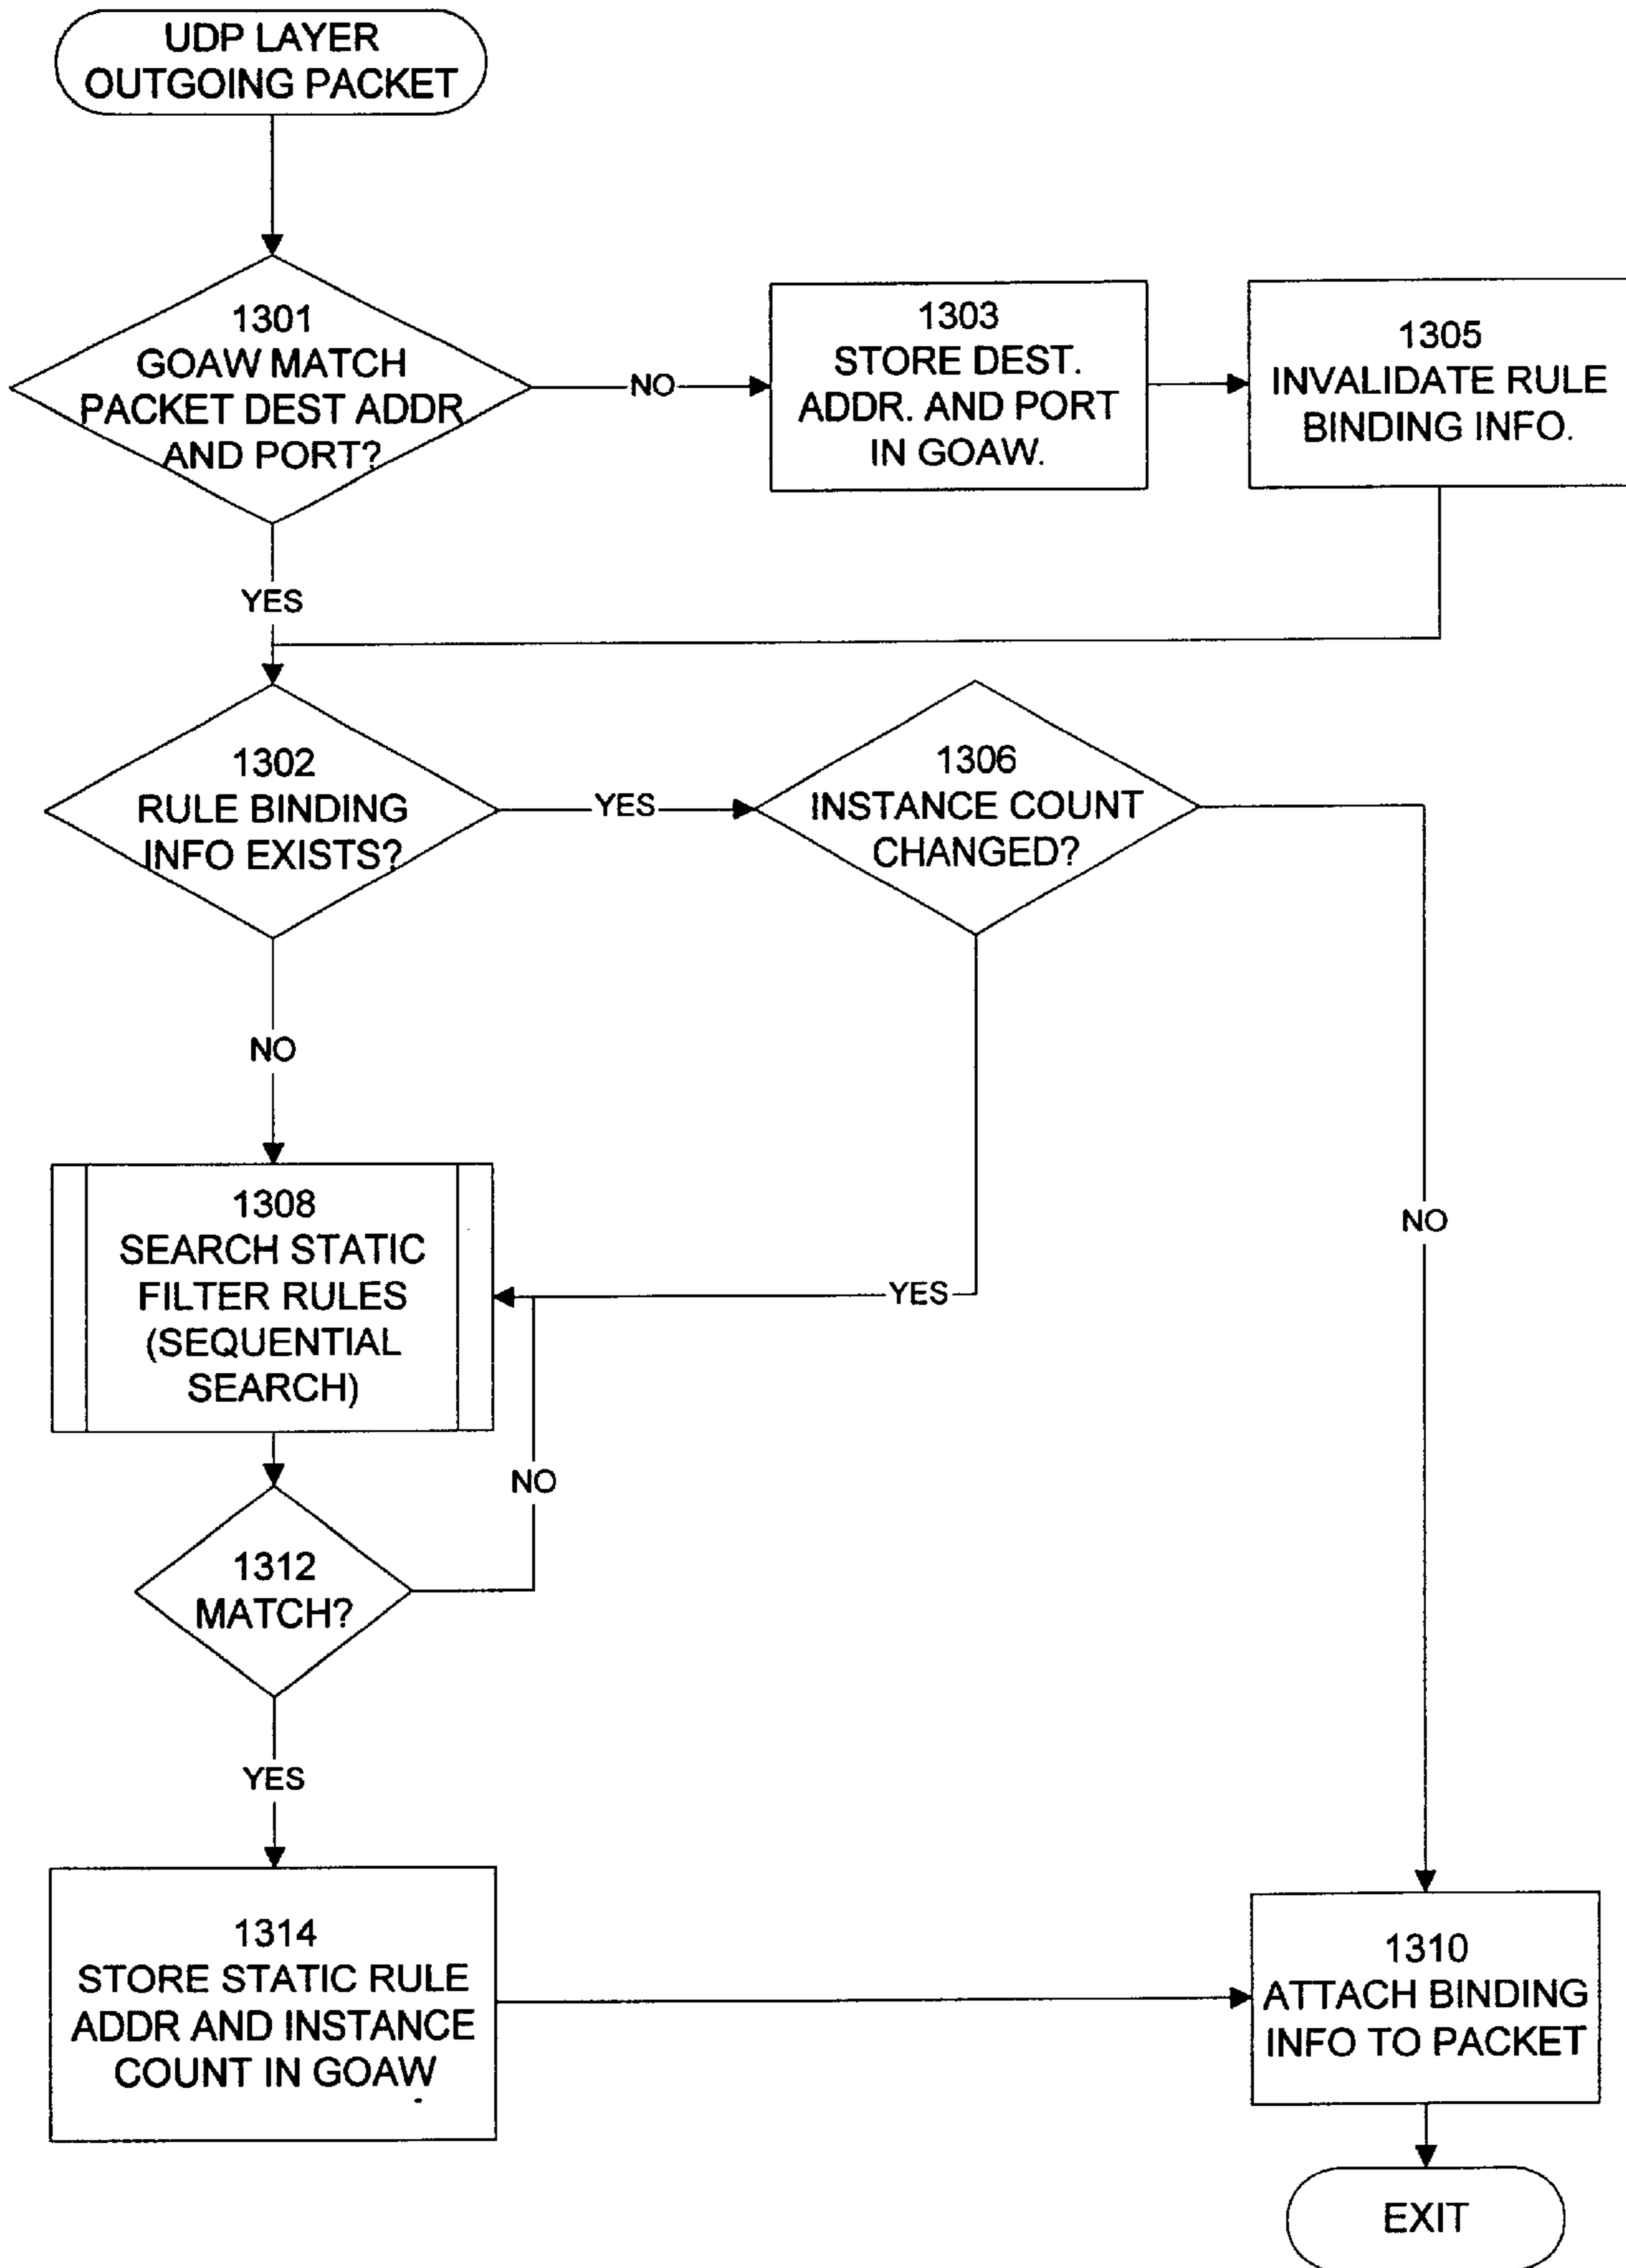 UDP LAYER
OUTGOING PACKET
1301
GOAW MATCH
PACKET DEST ADDR
AND PORT?
NO
1303
STORE DEST.
ADDR. AND PORT
IN GOAW.
1305
INVALIDATE RULE
BINDING INFO.
YES
1302
RULE BINDING
INFO EXISTS?
YES
1306
INSTANCE COUNT
CHANGED?
NO
NO
1308
SEARCH STATIC
FILTER RULES
(SEQUENTIAL
SEARCH)
YES
NO
1312
MATCH?
YES
1314
STORE STATIC RULE
ADDR AND INSTANCE
COUNT IN GOAW
1310
ATTACH BINDING
INFO TO PACKET
EXIT